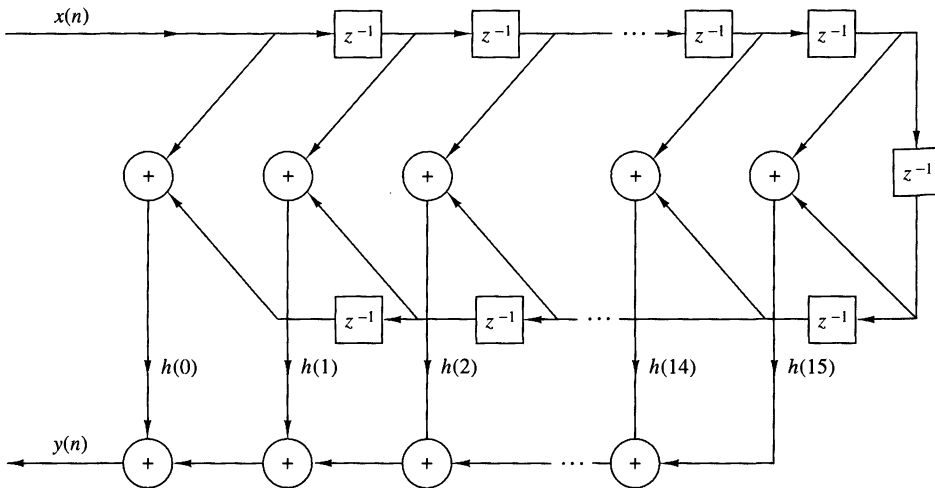 x(n) z⁻¹ z⁻¹ ··· z⁻¹ z⁻¹
+ + + + + z⁻¹
z⁻¹ z⁻¹ ··· z⁻¹
h(0) h(1) h(2) h(14) h(15)
y(n) + + + ··· +